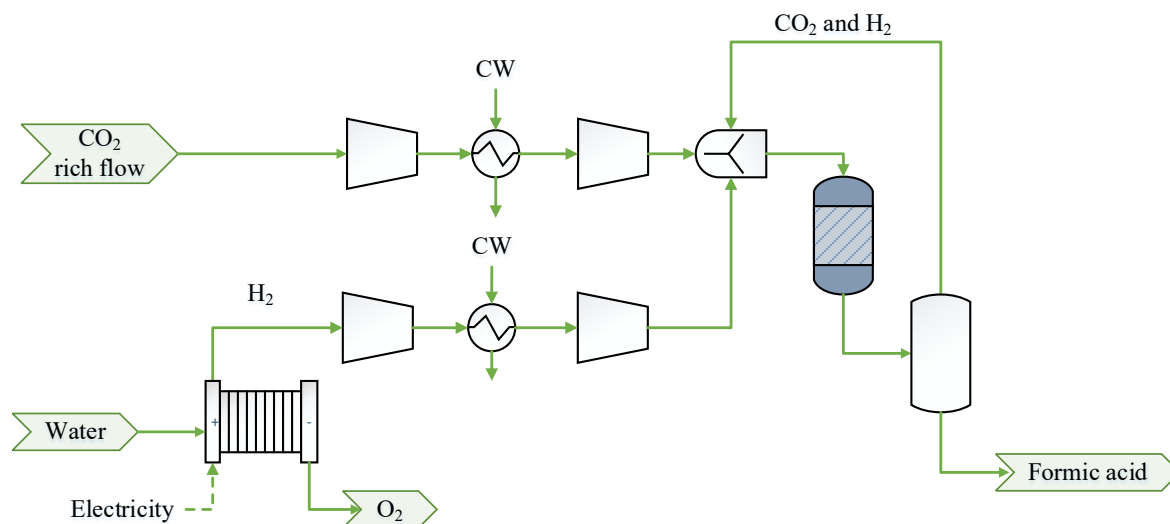 CO₂ and H₂
CW
CO₂
rich flow
CW
H₂
+
-
Water
Electricity
O₂
Formic acid